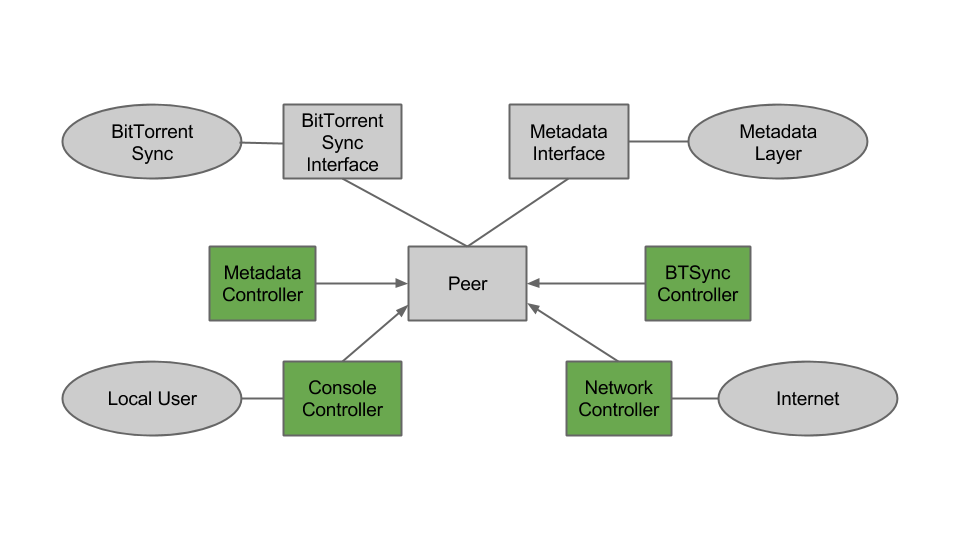 BitTorrent
Sync
BitTorrent
Sync
Interface
Metadata
Interface
Metadata
Layer
Metadata
Controller
Peer
BTSync
Controller
Local User
Console
Controller
Network
Controller
Internet